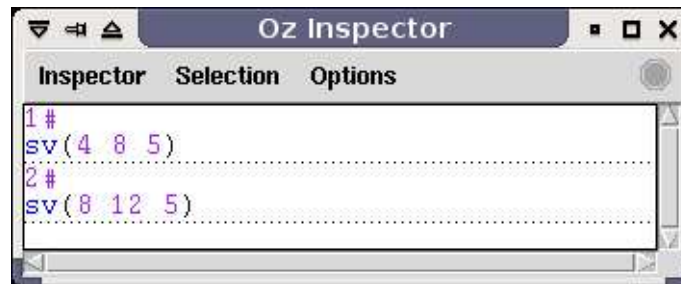 Oz Inspector
Inspector Selection Options
1#
sv(4 8 5)
2#
sv(8 12 5)